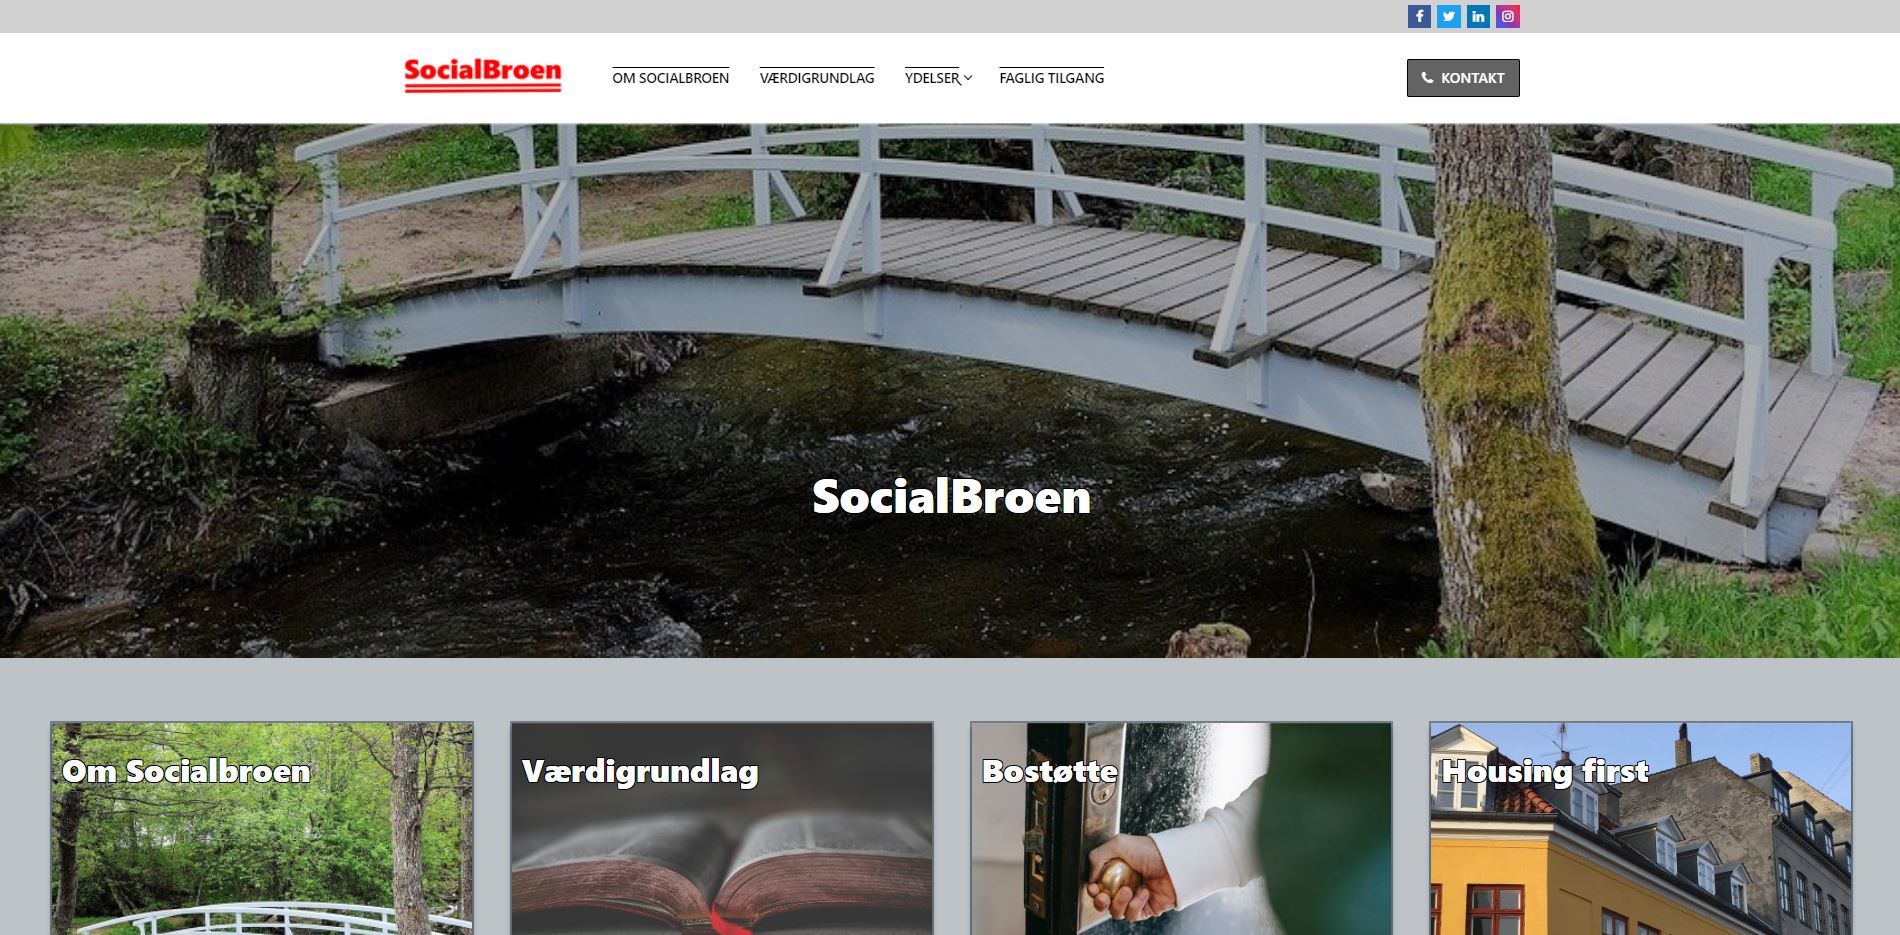 SocialBroen
OM SOCIALBROEN
VÆRDIGRUNDLAG
YDELSER
FAGLIG TILGANG
KONTAKT
SocialBroen
Om Socialbroen
Værdigrundlag
Bostøtte
Housing first